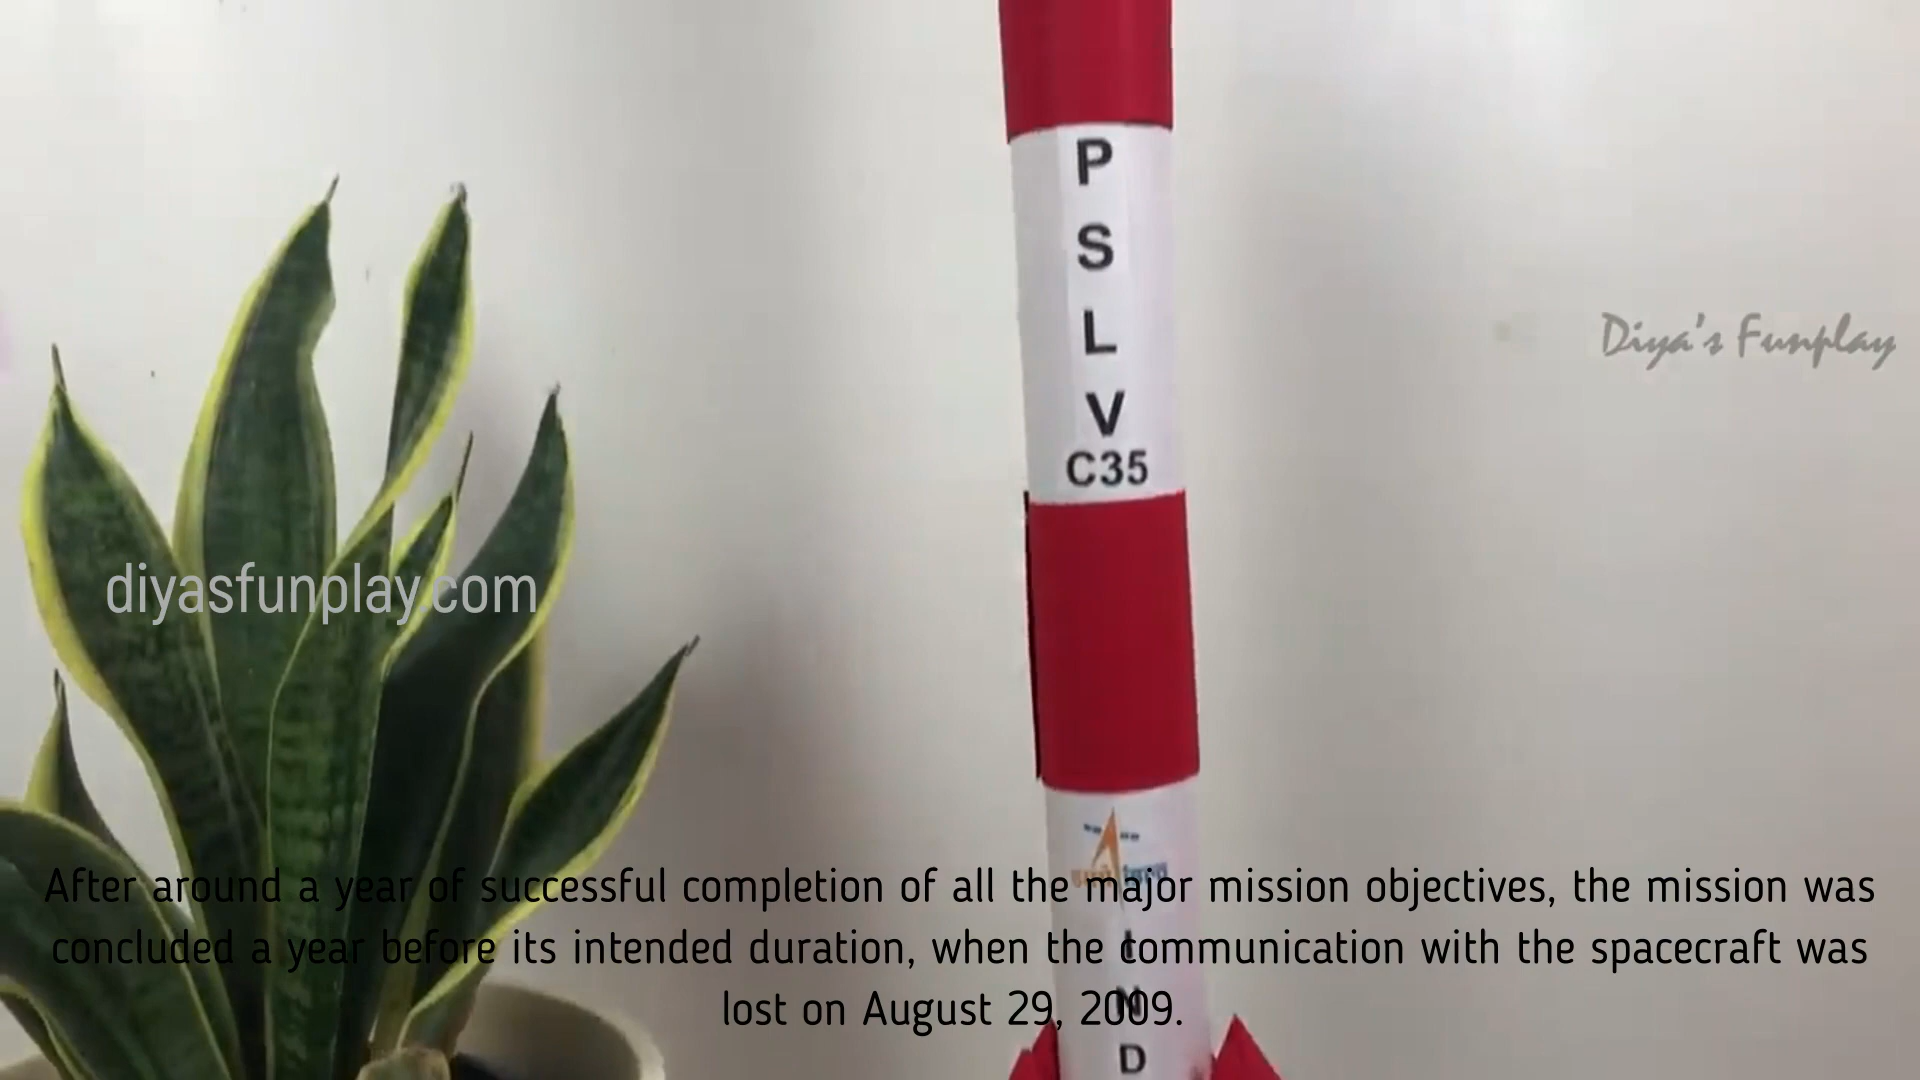 P
S
L
V
C35
Diya's Funplay
diyasfunplay.com
After around a year of successful completion of all the major mission objectives, the mission was
concluded a year before its intended duration, when the communication with the spacecraft was
lost on August 29, 2009.
I
N
D